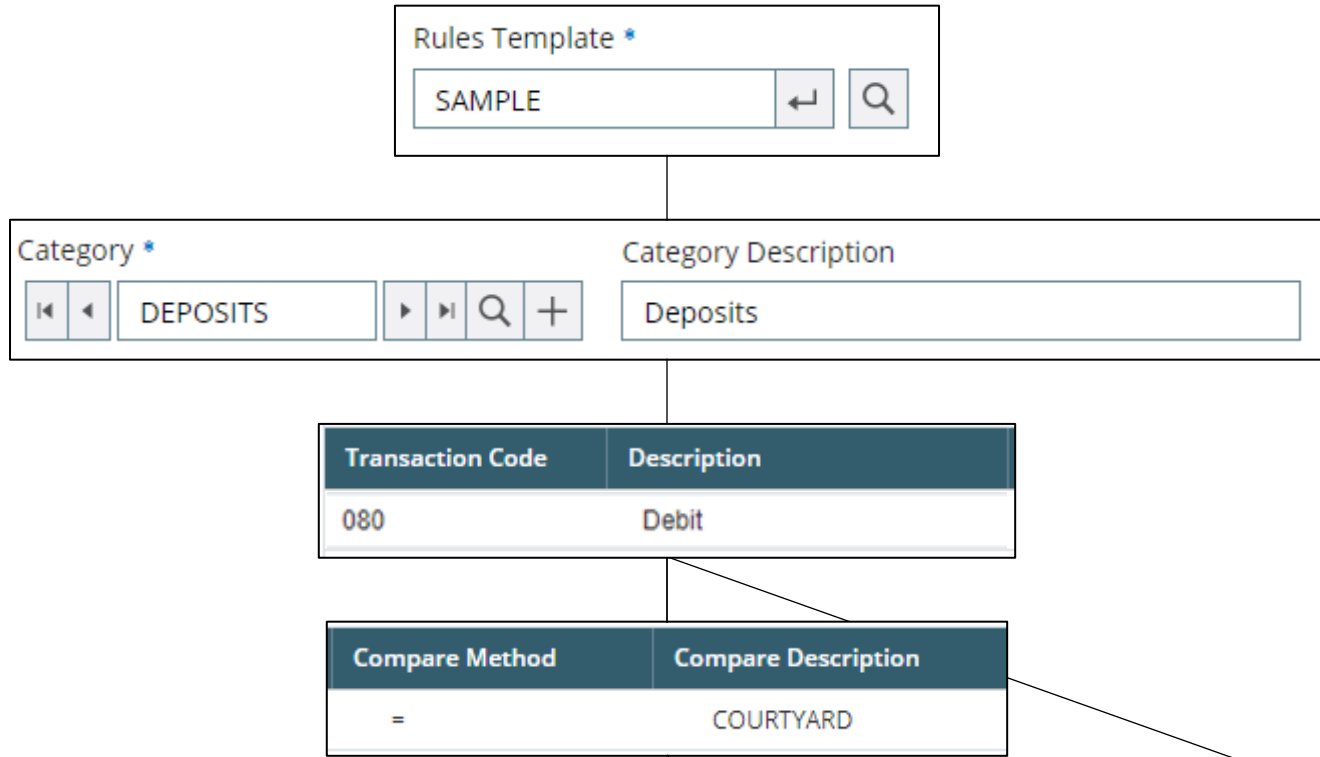 Rules Template *
SAMPLE
Category * Category Description
DEPOSITS Deposits
Transaction Code Description
080 Debit
Compare Method Compare Description
= COURTYARD